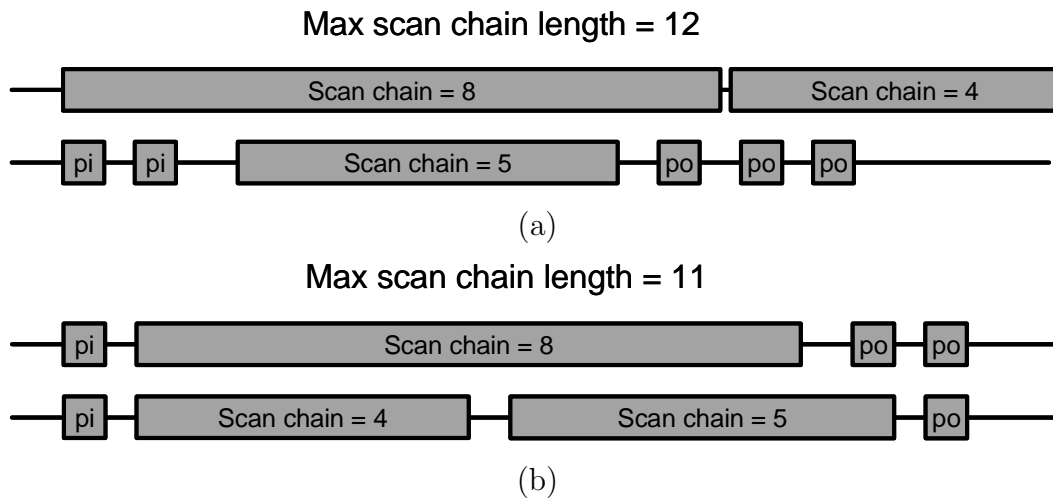 Max scan chain length = 12
Scan chain = 8 Scan chain = 4
pi pi Scan chain = 5 po po po
(a)
Max scan chain length = 11
pi Scan chain = 8 po po
pi Scan chain = 4 Scan chain = 5 po
(b)